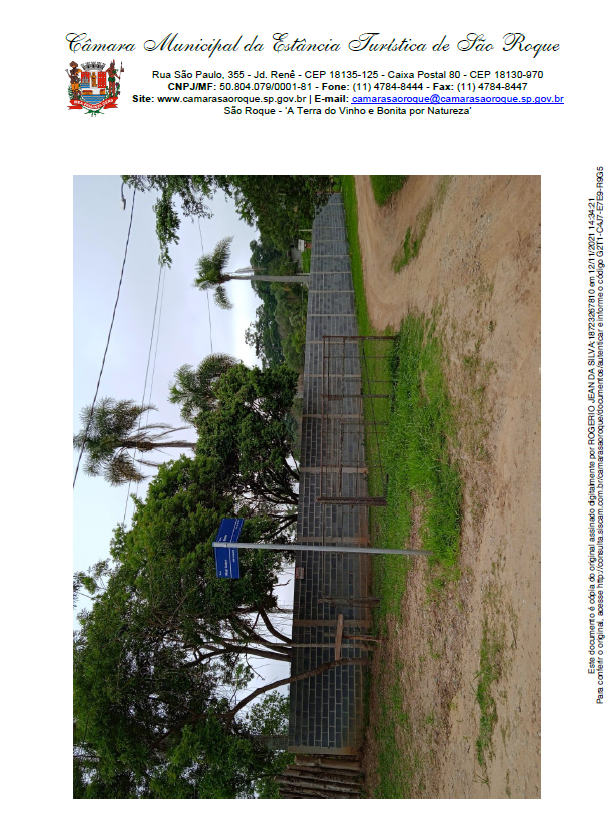 Câmara Municipal da Estância Turística de São Roque
Rua São Paulo, 355 - Jd. Renê - CEP 18135-125 - Caixa Postal 80 - CEP 18130-970
CNPJ/MF: 50.804.079/0001-81 - Fone: (11) 4784-8444 - Fax: (11) 4784-8447
Site: www.camarasaoroque.sp.gov.br | E-mail: camarasaoroque@camarasaoroque.sp.gov.br
São Roque - 'A Terra do Vinho e Bonita por Natureza'
Este documento é cópia do original assinado digitalmente por ROGERIO JEAN DA SILVA:18723267810 em 12/11/2021 14:34:21
Para conferir o original, acesse http://consulta.siscam.com.br/camarasaoroque/documentos/autenticar e informe o código G2T1-C4J7-E7E9-R9G5